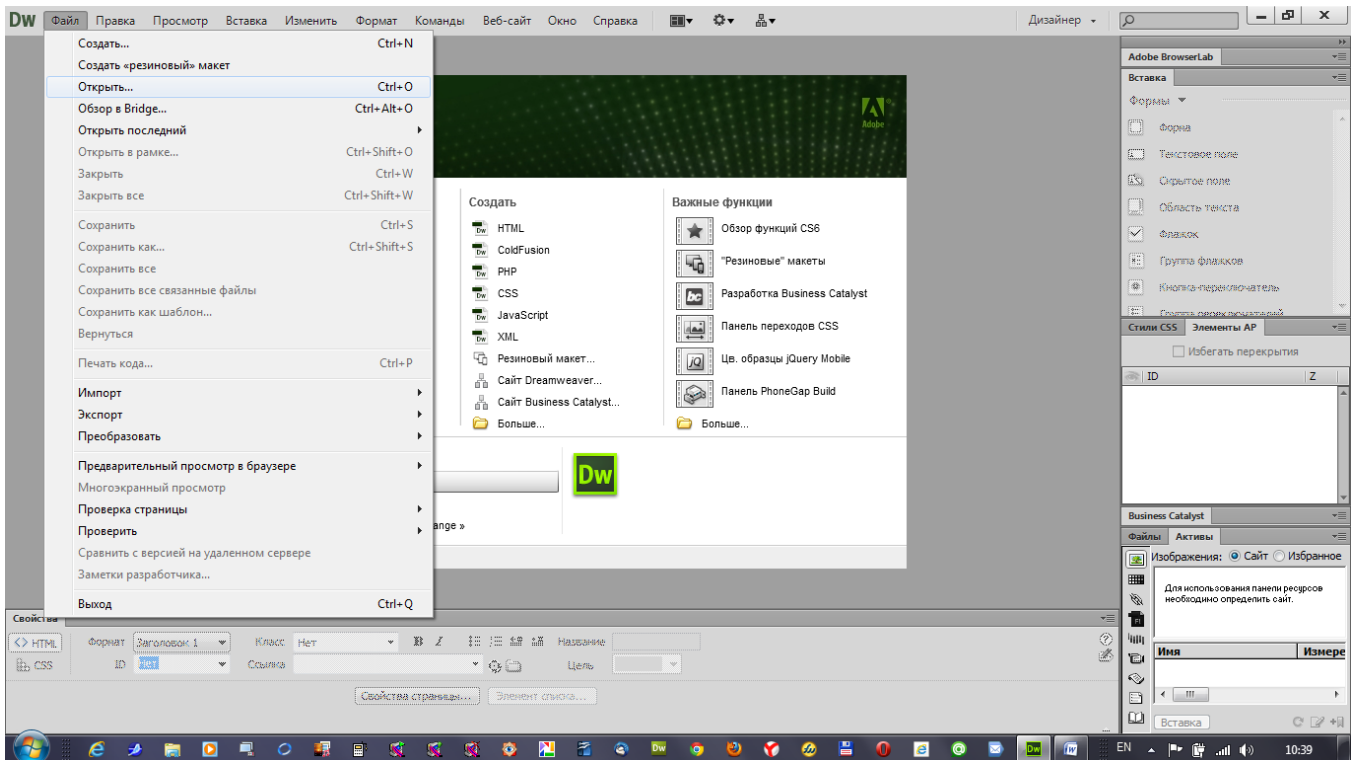 Dw Файл Правка Просмотр Вставка Изменить Формат Команды Веб-сайт Окно Справка Дизайнер
Создать... Ctrl+N
Создать «резиновый» макет
Открыть... Ctrl+O
Обзор в Bridge... Ctrl+Alt+O
Открыть последний
Открыть в рамке... Ctrl+Shift+O
Закрыть Ctrl+W
Закрыть все Ctrl+Shift+W
Сохранить Ctrl+S
Сохранить как... Ctrl+Shift+S
Сохранить все
Сохранить все связанные файлы
Сохранить как шаблон...
Вернуться
Печать кода... Ctrl+P
Импорт
Экспорт
Преобразовать
Предварительный просмотр в браузере
Многоэкранный просмотр
Проверка страницы
Проверить
Сравнить с версией на удаленном сервере
Заметки разработчика...
Выход Ctrl+Q
Adobe
Создать
HTML
ColdFusion
PHP
CSS
JavaScript
XML
Резиновый макет...
Сайт Dreamweaver...
Сайт Business Catalyst...
Больше...
Важные функции
Обзор функций CS6
"Резиновые" макеты
Разработка Business Catalyst
Панель переходов CSS
Цв. образцы jQuery Mobile
Панель PhoneGap Build
Больше...
Dw
ange »
Adobe BrowserLab
Вставка
Формы
Форма
Текстовое поле
Скрытое поле
Область текста
Флажок
Группа флажков
Кнопка-переключатель
Группа переключателей
Стили CSS Элементы AP
Избегать перекрытия
ID Z
Business Catalyst
Файлы Активы
Изображения: Сайт Избранное
Для использования панели ресурсов
необходимо определить сайт.
Имя Измере
Вставка
Свойства
HTML Формат Заголовок 1 Класс Нет B I Название
CSS ID Нет Ссылка Цель
Свойства страницы... Элемент списка...
EN 10:39